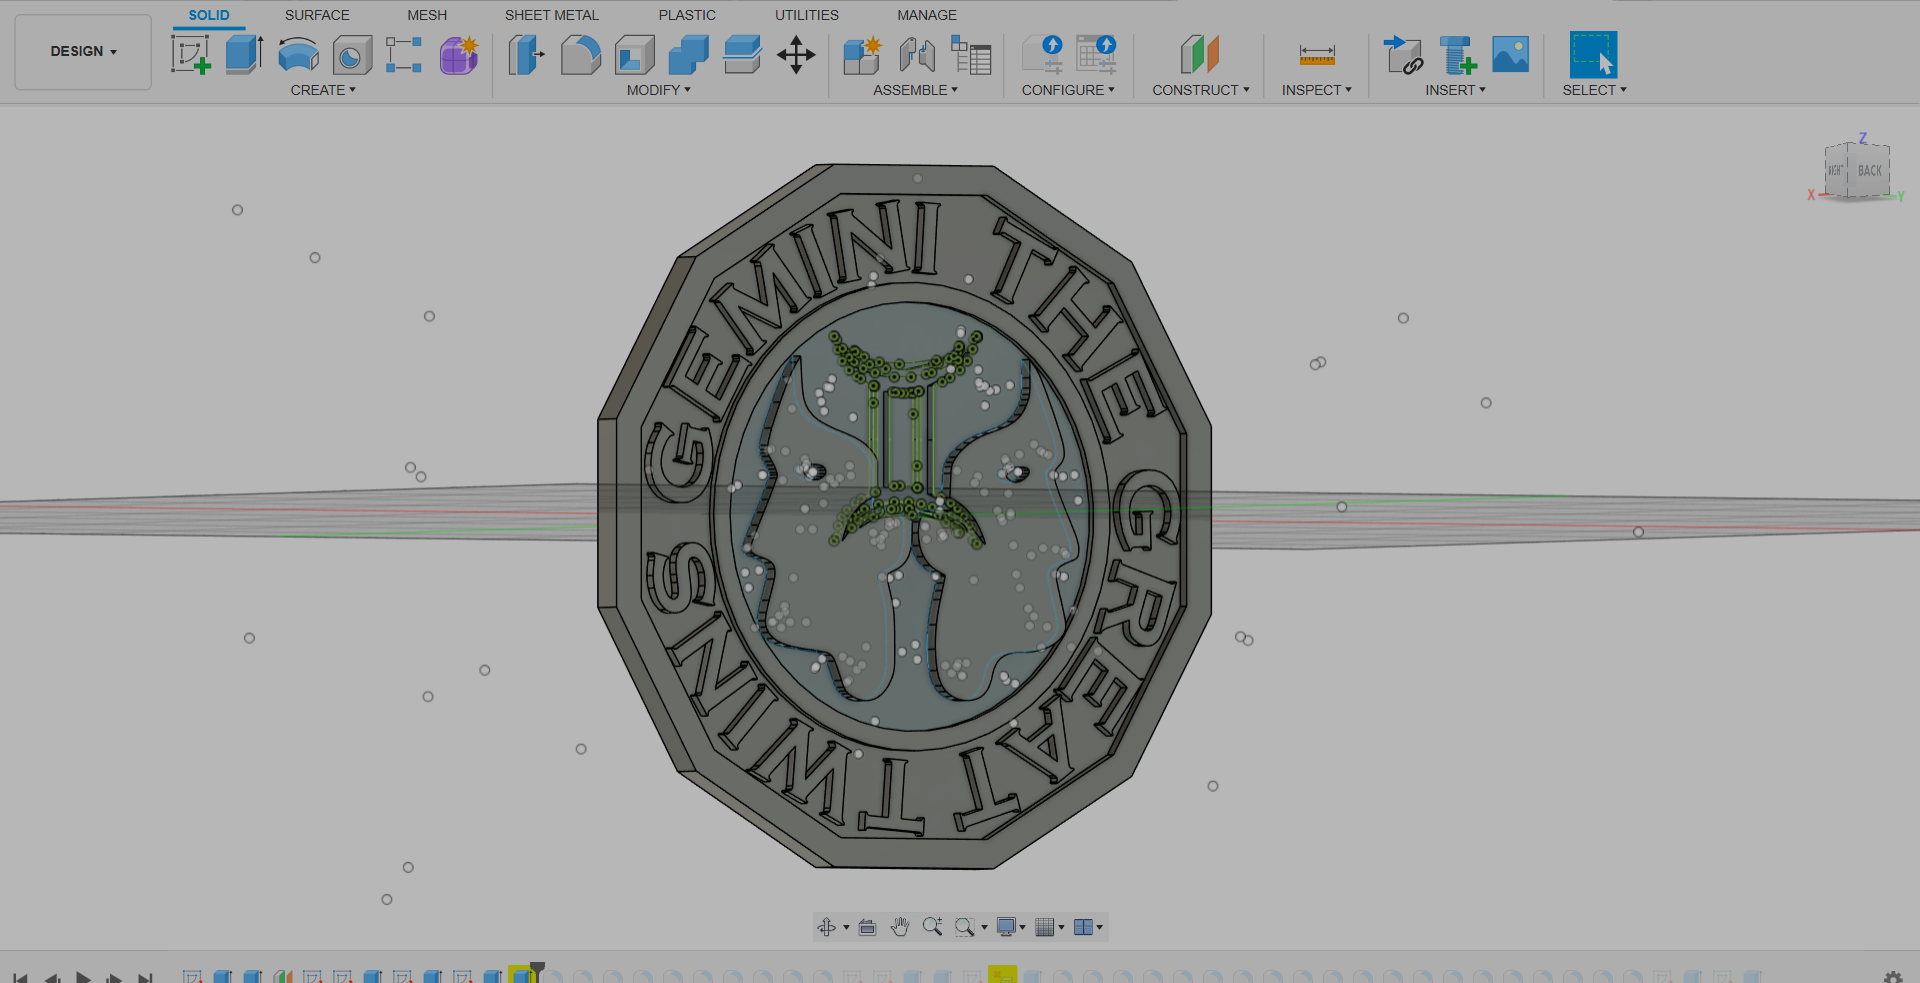 SOLID SURFACE MESH SHEET METAL PLASTIC UTILITIES MANAGE
DESIGN
CREATE MODIFY ASSEMBLE CONFIGURE CONSTRUCT INSPECT INSERT SELECT
Z
RIGHT BACK
X Y
GEMINI THE GREAT TWINS